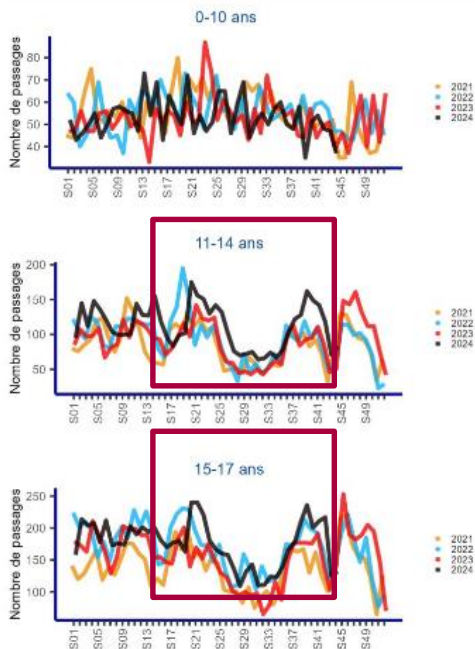 0-10 ans
Nombre de passages
80
70
60
50
40
S01
S05
S09
S13
S17
S21
S25
S29
S33
S37
S41
S45
S49
2021
2022
2023
2024
11-14 ans
Nombre de passages
200
150
100
50
S01
S05
S09
S13
S17
S21
S25
S29
S33
S37
S41
S45
S49
2021
2022
2023
2024
15-17 ans
Nombre de passages
250
200
150
100
S01
S05
S09
S13
S17
S21
S25
S29
S33
S37
S41
S45
S49
2021
2022
2023
2024